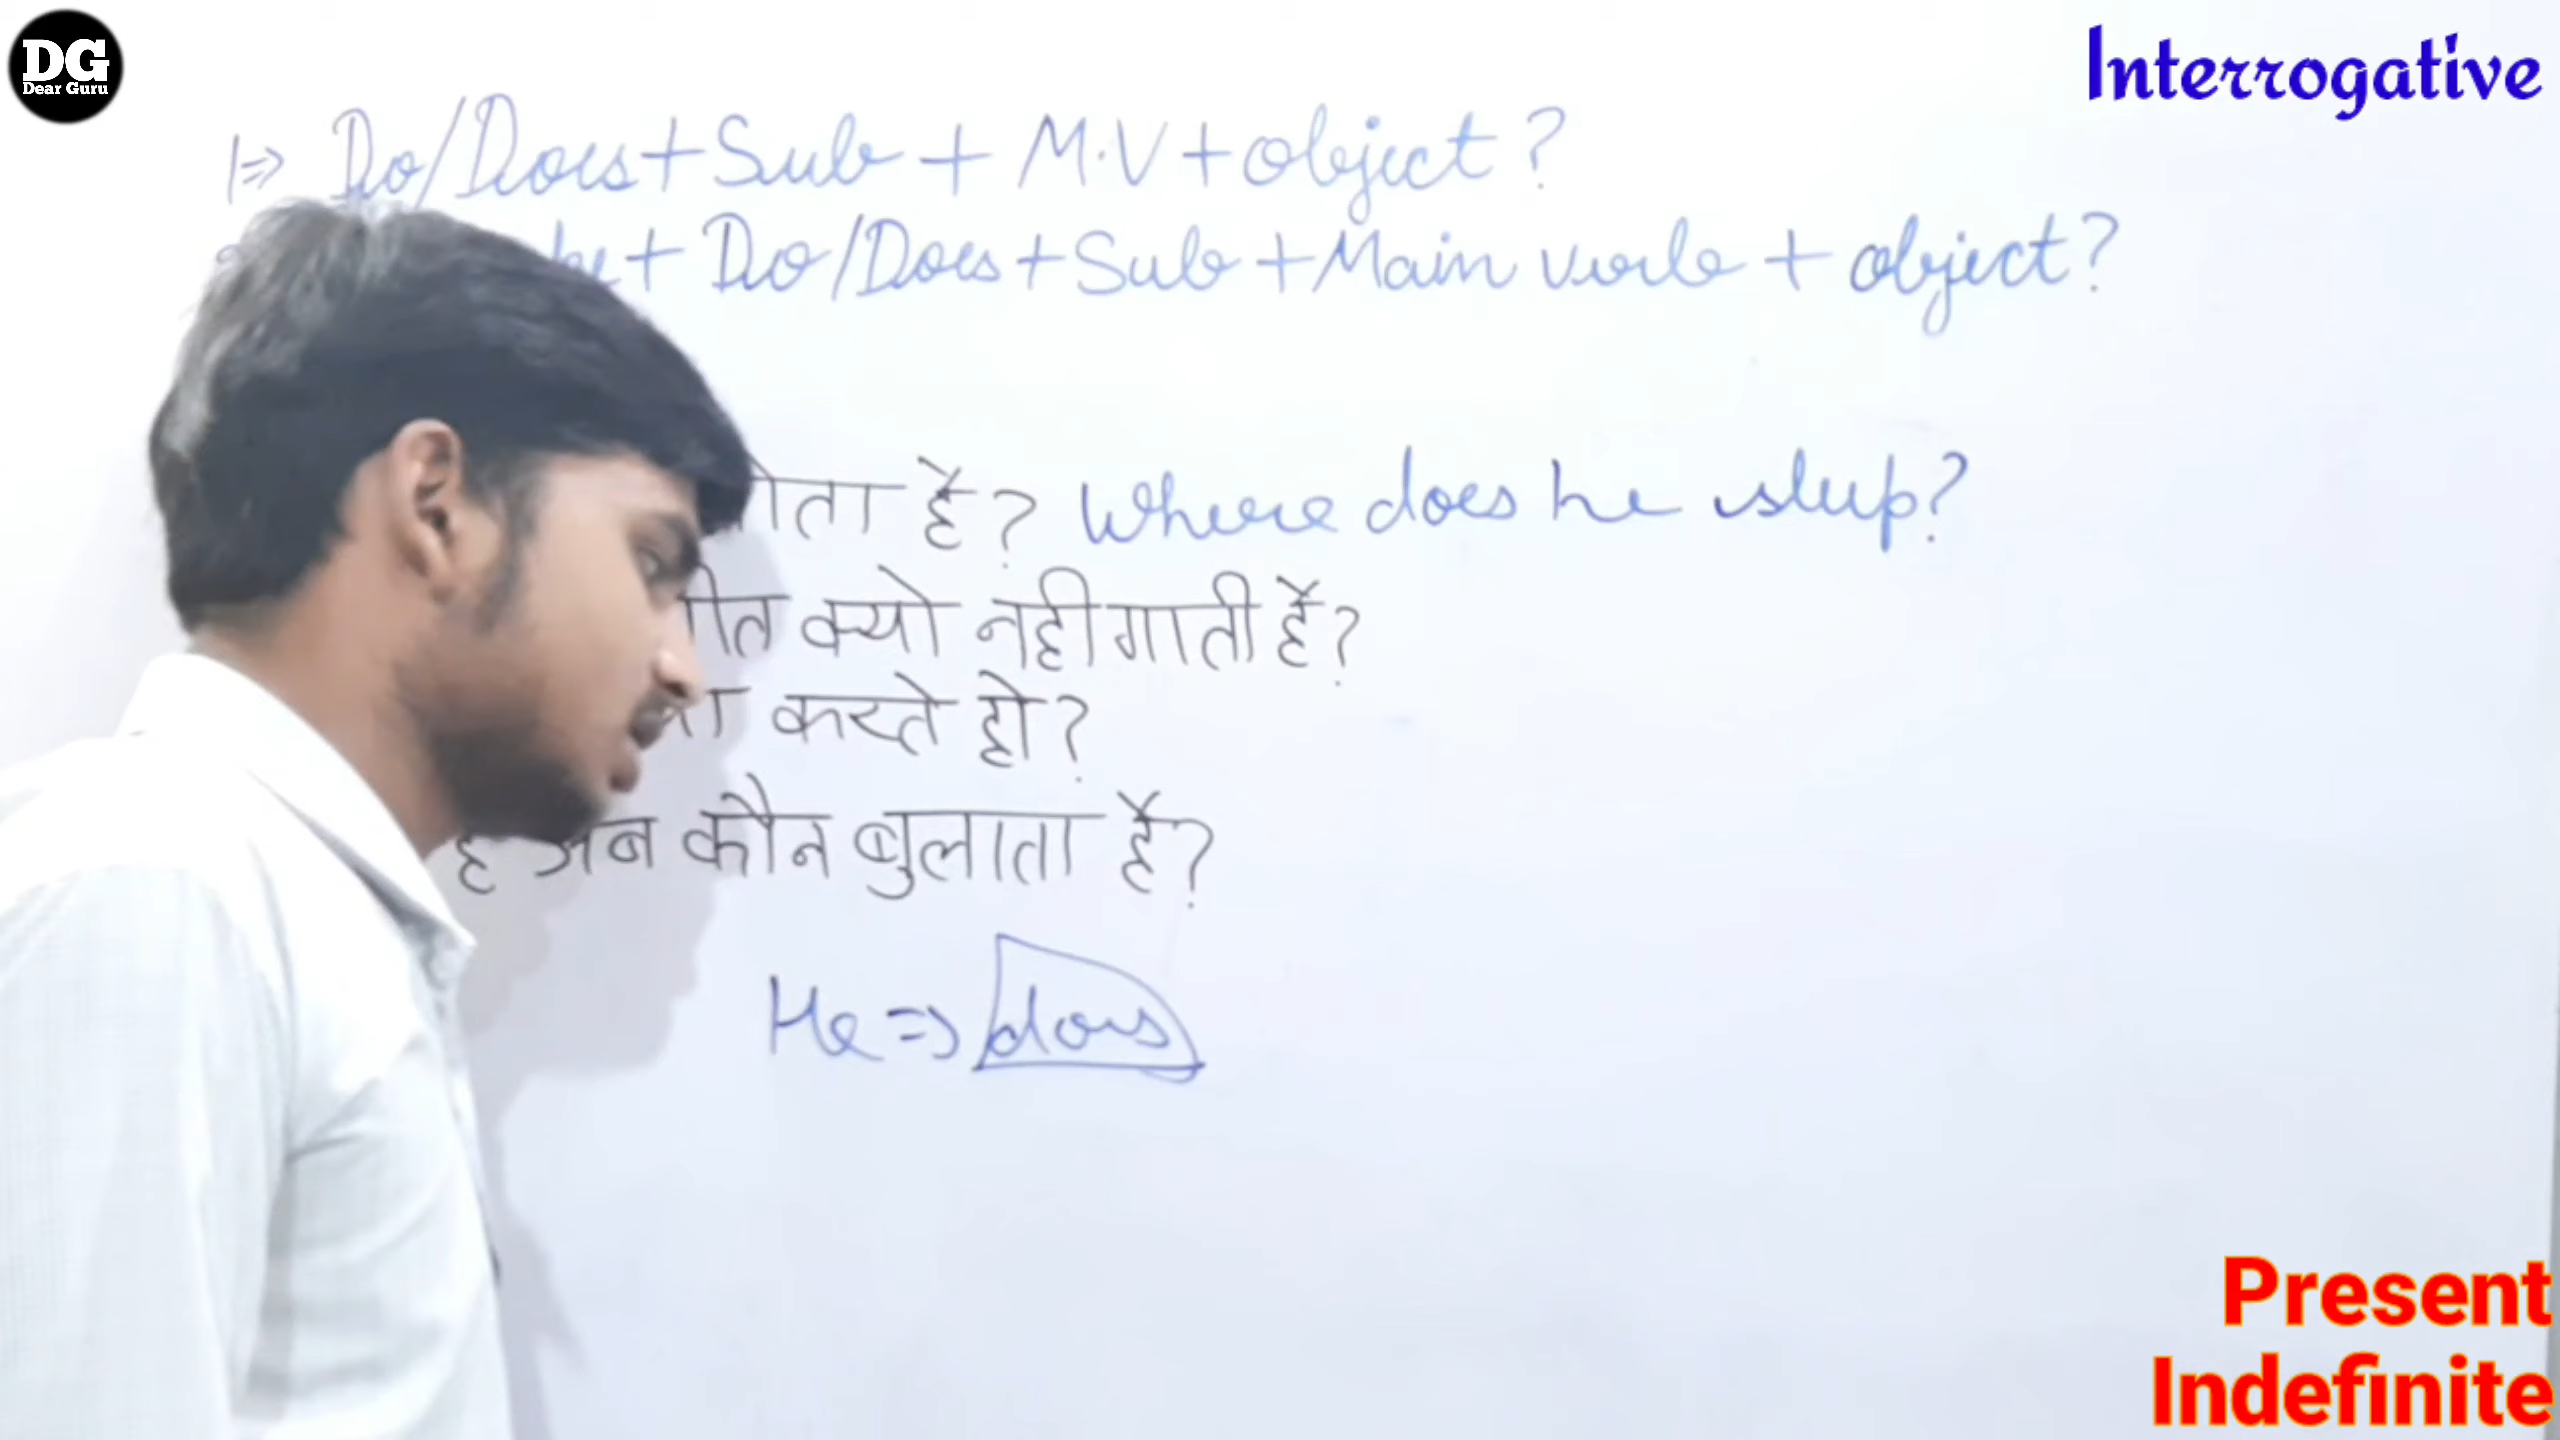 DG
Dear Guru
Interrogative
1⇒ Do/Does + Sub + M.V + object?
+ Do/Does + Sub + Main verb + object?
है? Where does he sleep?
क्यो नही गाती है?
करते हो?
कौन बुलाता है?
He ⇒ does
Present
Indefinite